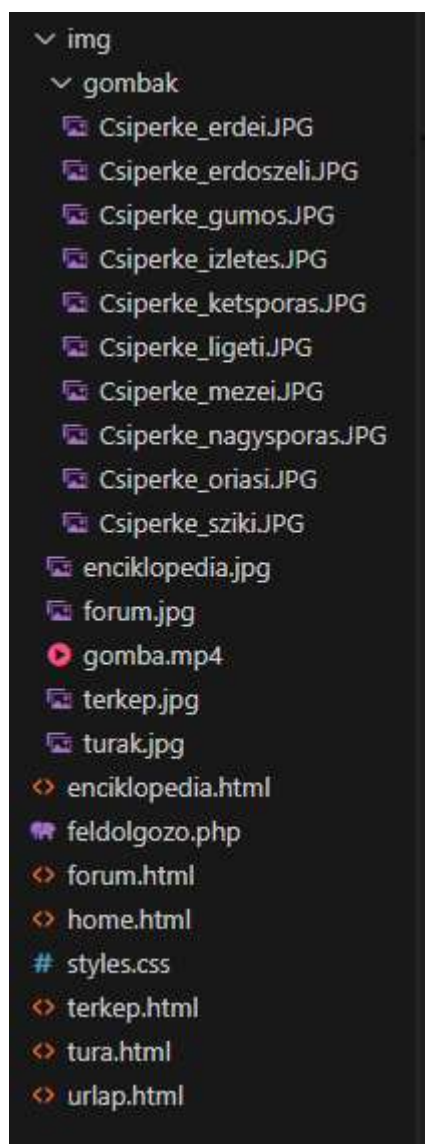 img
gombak
Csiperke_erdei.JPG
Csiperke_erdoszeli.JPG
Csiperke_gumos.JPG
Csiperke_izletes.JPG
Csiperke_ketsporas.JPG
Csiperke_ligeti.JPG
Csiperke_mezei.JPG
Csiperke_nagysporas.JPG
Csiperke_oriasi.JPG
Csiperke_sziki.JPG
enciklopedia.jpg
forum.jpg
gomba.mp4
terkep.jpg
turak.jpg
enciklopedia.html
feldolgozo.php
forum.html
home.html
# styles.css
terkep.html
tura.html
urlap.html